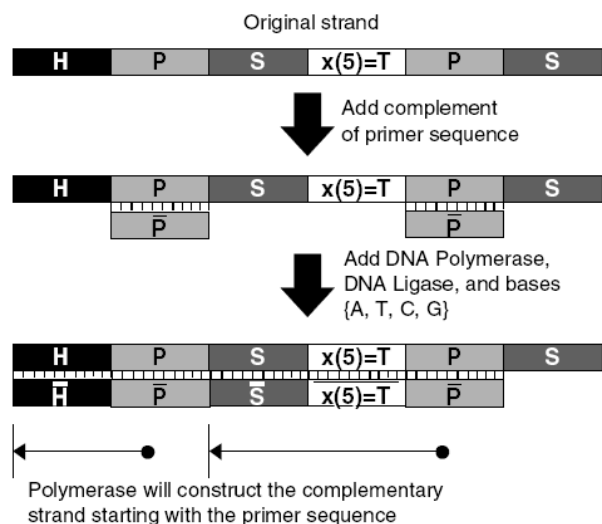 Original strand
H P S x(5)=T P S
Add complement
of primer sequence
H P S x(5)=T P S
P̅ P̅
Add DNA Polymerase,
DNA Ligase, and bases
{A, T, C, G}
H P S x(5)=T P S
H̅ P̅ S̅ x̅(̅5̅)̅=̅T̅ P̅
Polymerase will construct the complementary
strand starting with the primer sequence